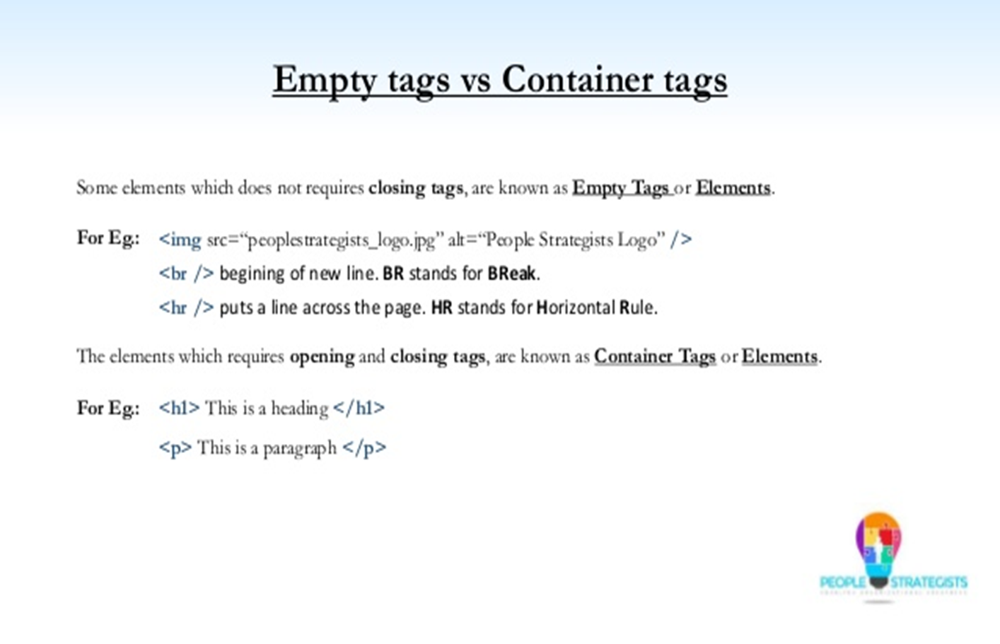 Empty tags vs Container tags
Some elements which does not requires closing tags, are known as Empty Tags or Elements.
For Eg.: <img src=“peoplestrategists_logo.jpg” alt=“People Strategists Logo” />
<br /> begining of new line. BR stands for BReak.
<hr /> puts a line across the page. HR stands for Horizontal Rule.
The elements which requires opening and closing tags, are known as Container Tags or Elements.
For Eg.: <h1> This is a heading </h1>
<p> This is a paragraph </p>
PEOPLE STRATEGISTS